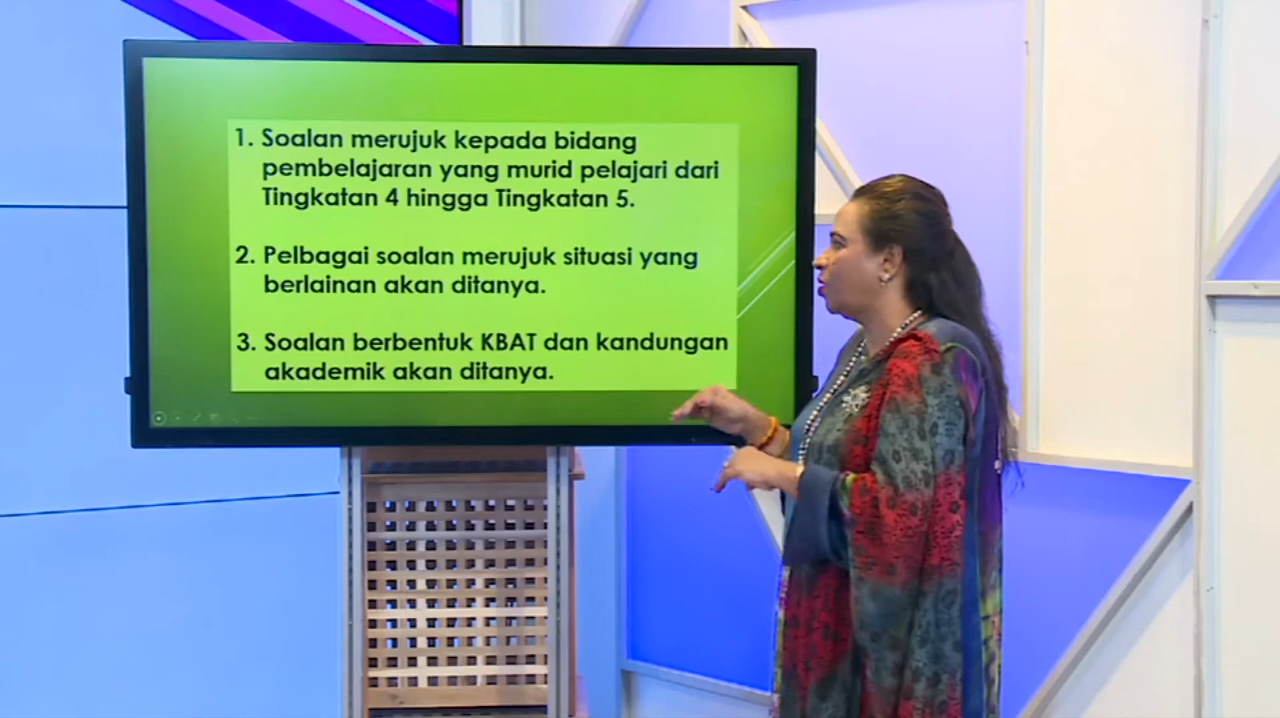 1. Soalan merujuk kepada bidang
pembelajaran yang murid pelajari dari
Tingkatan 4 hingga Tingkatan 5.
2. Pelbagai soalan merujuk situasi yang
berlainan akan ditanya.
3. Soalan berbentuk KBAT dan kandungan
akademik akan ditanya.